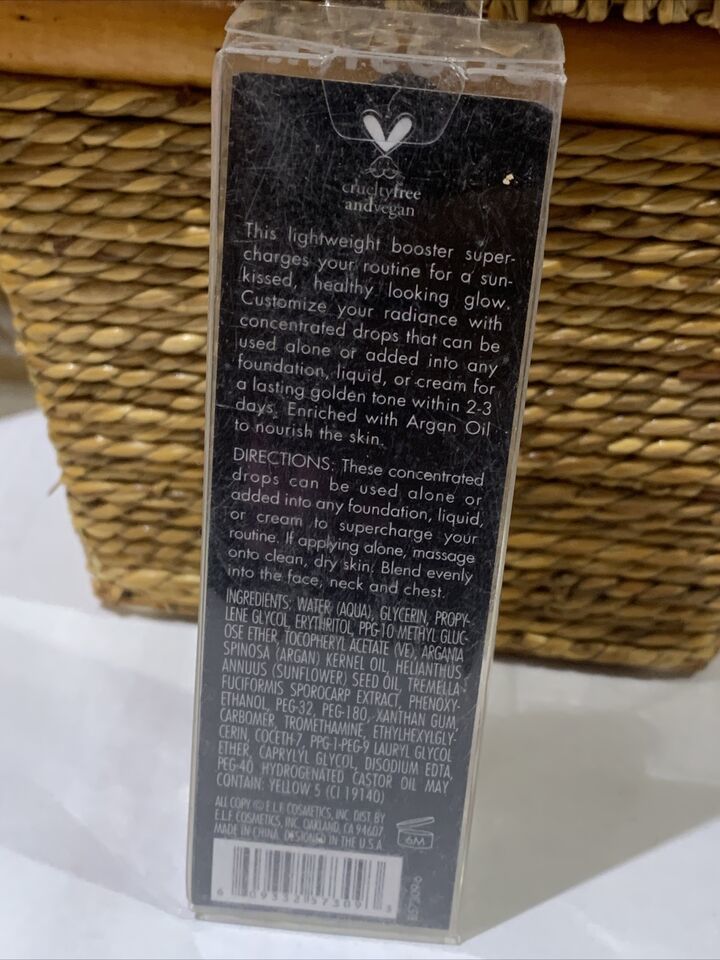 crueltyfree
andvegan
This lightweight booster super-
charges your routine for a sun-
kissed, healthy looking glow.
Customize your radiance with
concentrated drops that can be
used alone or added into any
foundation, liquid, or cream for
a lasting golden tone within 2-3
days. Enriched with Argan Oil
to nourish the skin.
DIRECTIONS: These concentrated
drops can be used alone or
added into any foundation, liquid,
or cream to supercharge your
routine. If applying alone, massage
onto clean, dry skin. Blend evenly
into the face, neck and chest.
INGREDIENTS: WATER (AQUA), GLYCERIN, PROPY-
LENE GLYCOL, ERYTHRITOL, PPG-10 METHYL GLUC-
OSE ETHER, TOCOPHERYL ACETATE (VE), ARGANIA
SPINOSA (ARGAN) KERNEL OIL, HELIANTHUS
ANNUUS (SUNFLOWER) SEED OIL, TREMELLA
FUCIFORMIS SPOROCARP EXTRACT, PHENOXY-
ETHANOL, PEG-32, PEG-180, XANTHAN GUM,
CARBOMER, TROMETHAMINE, ETHYLHEXYLGLY-
CERIN, COCETH-7, PPG-1-PEG-9 LAURYL GLYCOL
ETHER, CAPRYLYL GLYCOL, DISODIUM EDTA,
PEG-40 HYDROGENATED CASTOR OIL MAY
CONTAIN: YELLOW 5 (CI 19140)
ALL COPY © E.L.F. COSMETICS, INC. DIST. BY
E.L.F. COSMETICS, INC. OAKLAND, CA 94607
MADE IN CHINA. DESIGNED IN THE U.S.A.
6M